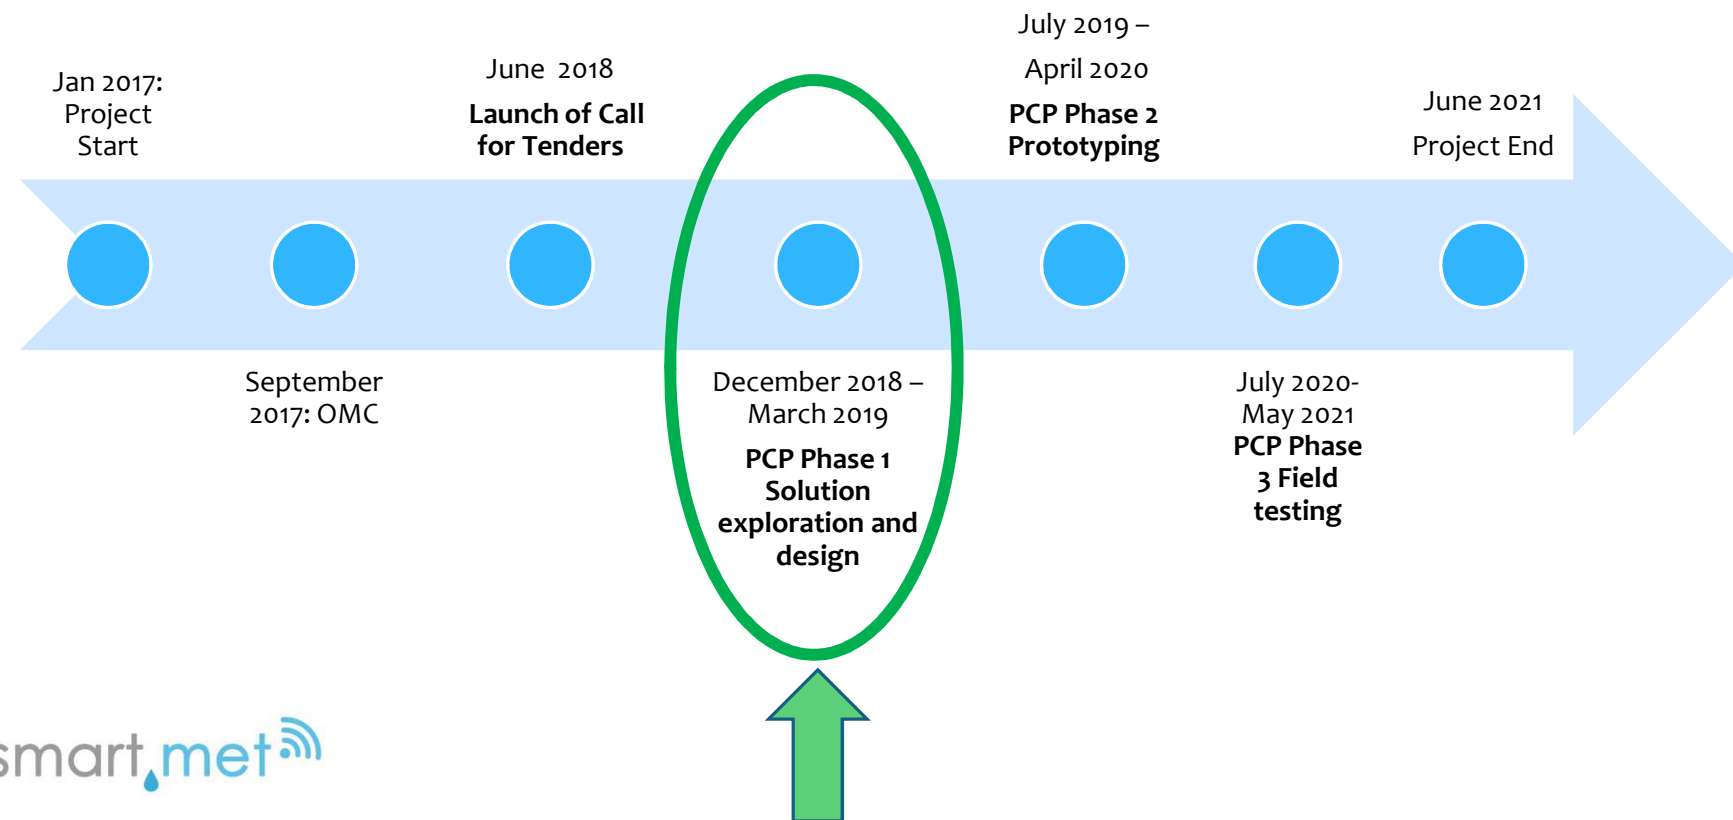 Jan 2017:
Project
Start
September
2017: OMC
June 2018
Launch of Call
for Tenders
December 2018 –
March 2019
PCP Phase 1
Solution
exploration and
design
July 2019 –
April 2020
PCP Phase 2
Prototyping
July 2020-
May 2021
PCP Phase
3 Field
testing
June 2021
Project End
smart.met